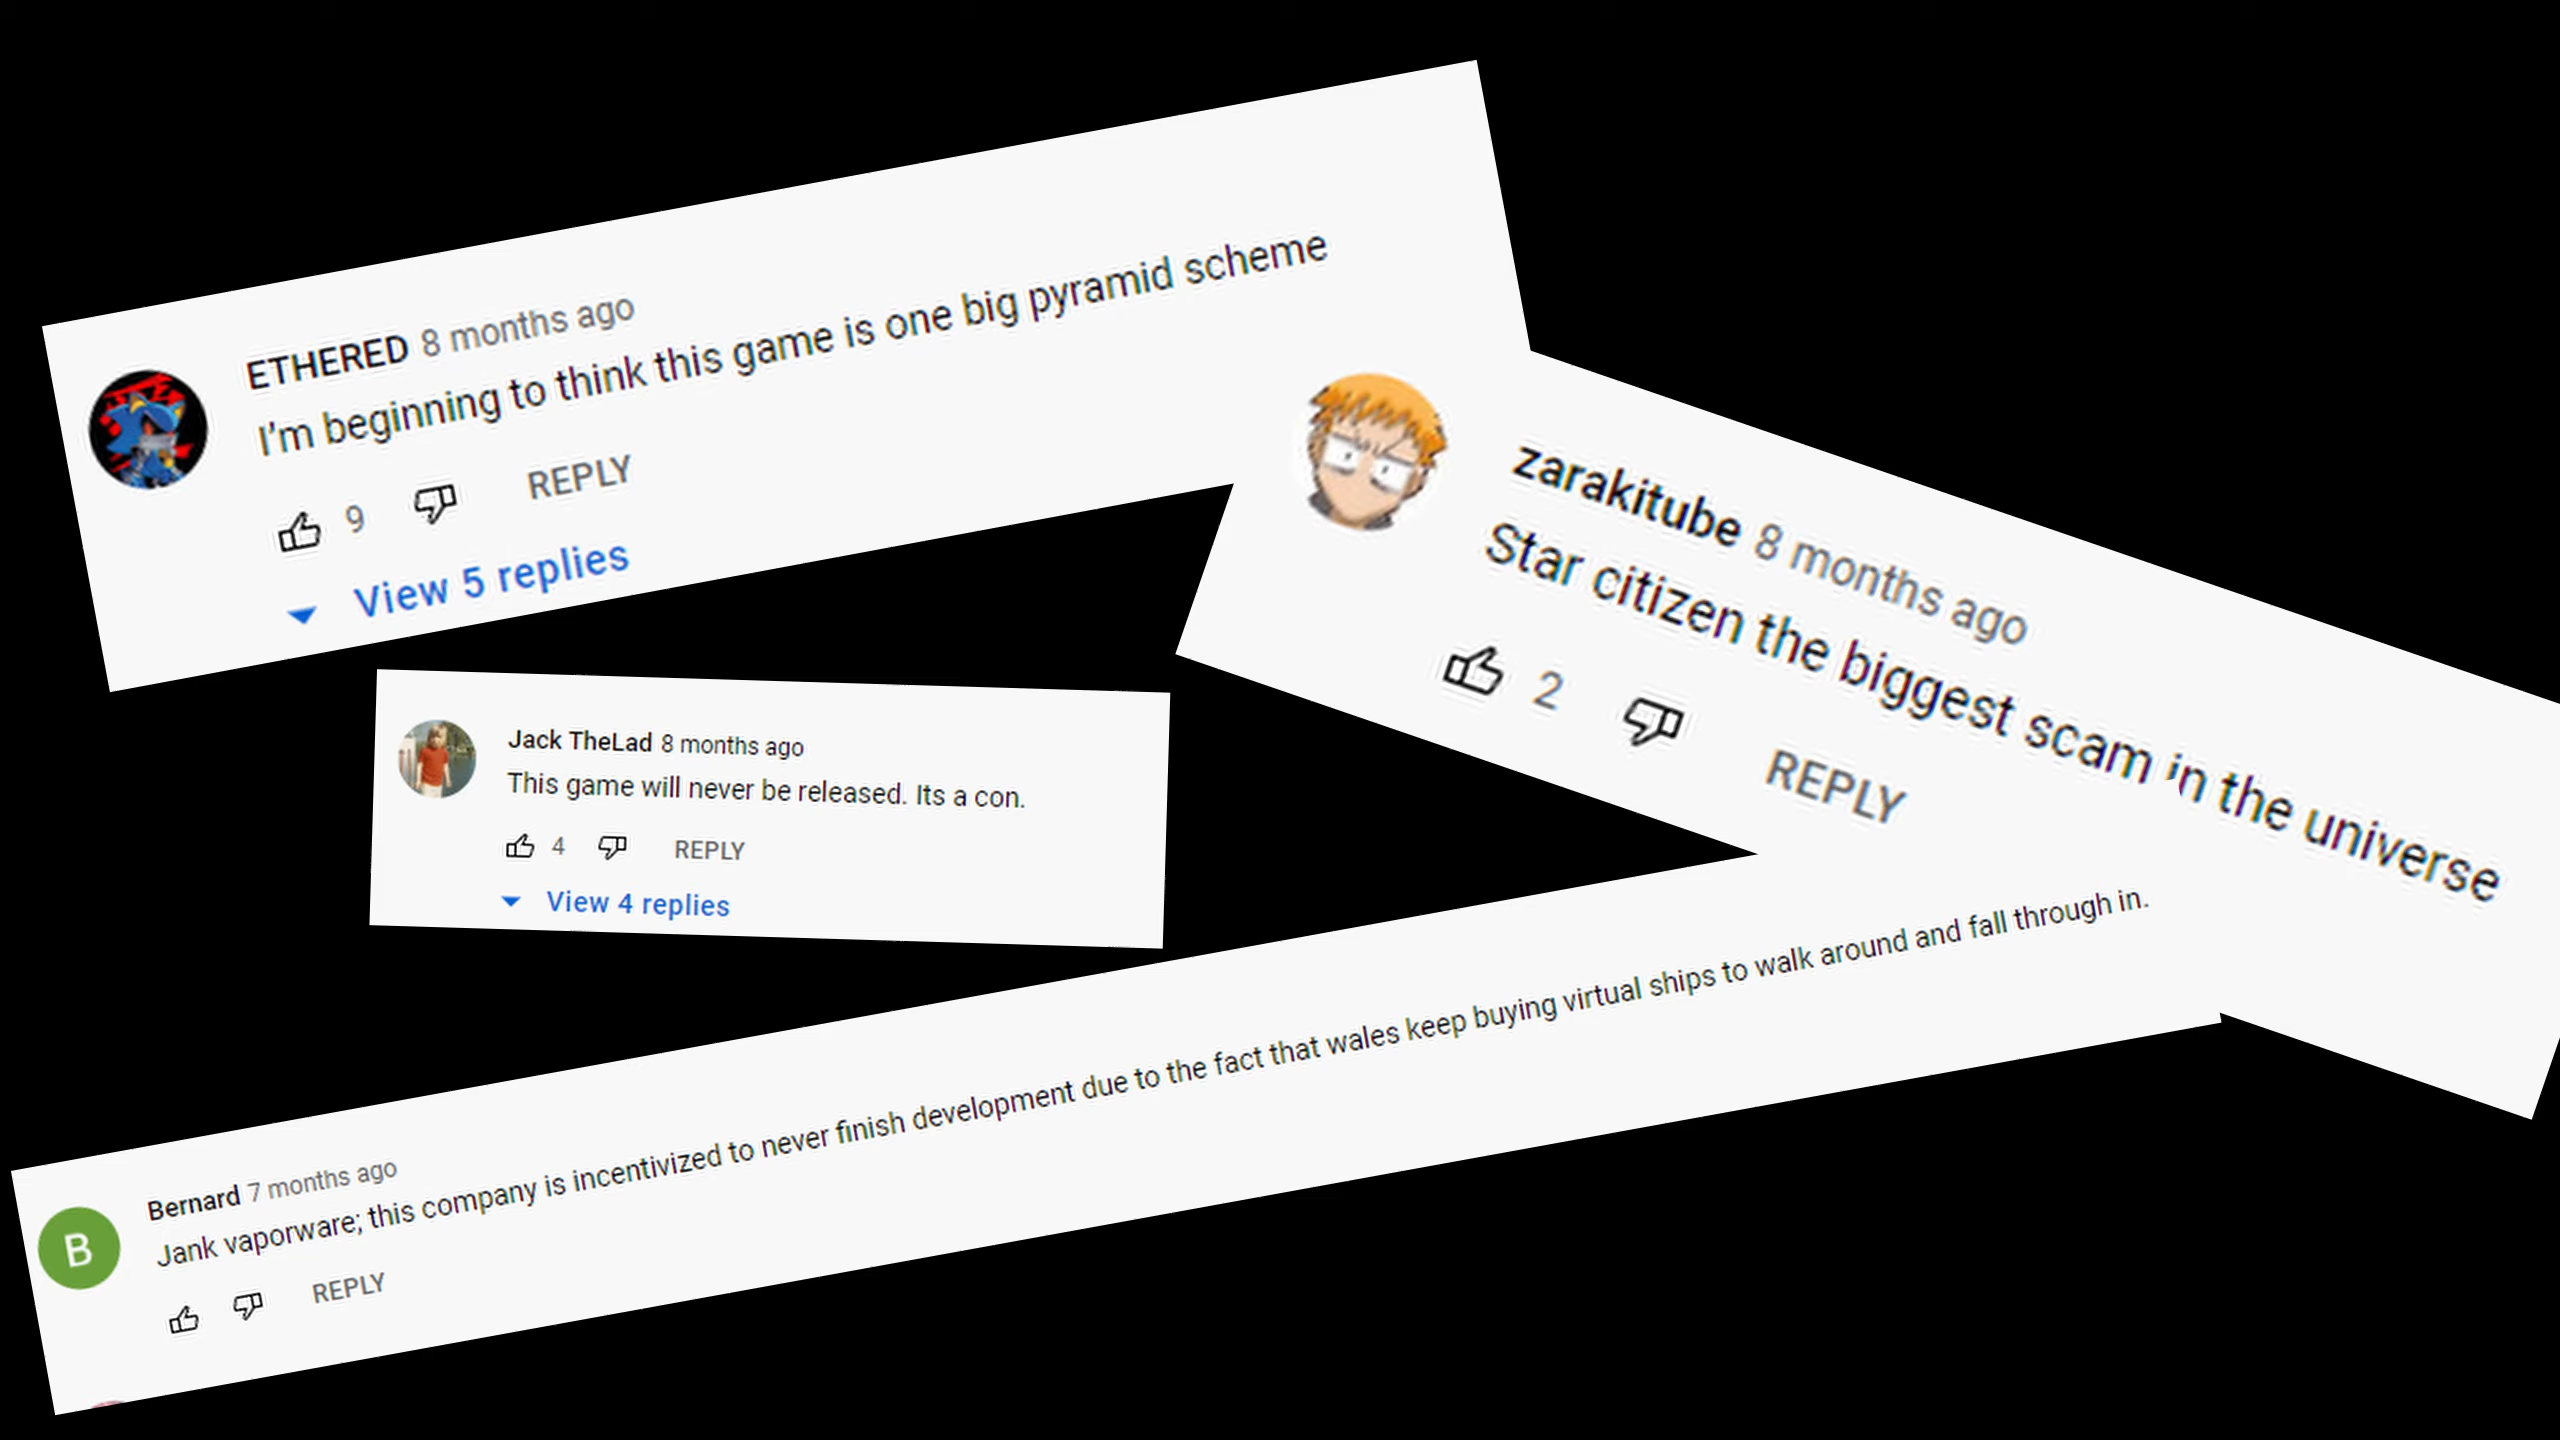 ETHERED 8 months ago
I'm beginning to think this game is one big pyramid scheme
9 REPLY
View 5 replies
zarakitube 8 months ago
Star citizen the biggest scam in the universe
2 REPLY
Jack TheLad 8 months ago
This game will never be released. Its a con.
4 REPLY
View 4 replies
Bernard 7 months ago
B
Jank vaporware; this company is incentivized to never finish development due to the fact that wales keep buying virtual ships to walk around and fall through in.
REPLY